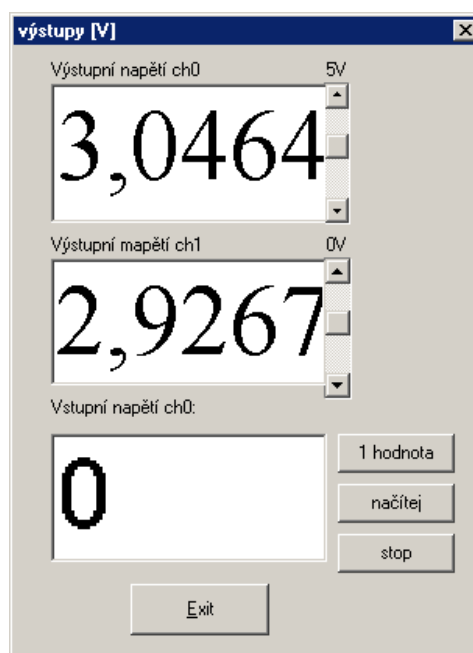 výstupy [V]
Výstupní napětí ch0 5V
3,0464
Výstupní mapětí ch1 0V
2,9267
Vstupní napětí ch0:
0
1 hodnota
načítej
stop
Exit